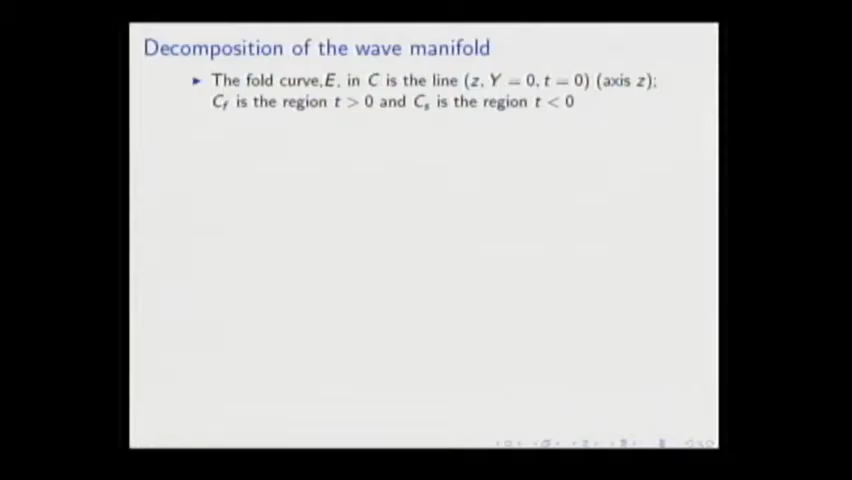 Decomposition of the wave manifold
► The fold curve,E, in C is the line (z, Y = 0, t = 0) (axis z);
C_f is the region t > 0 and C_s is the region t < 0